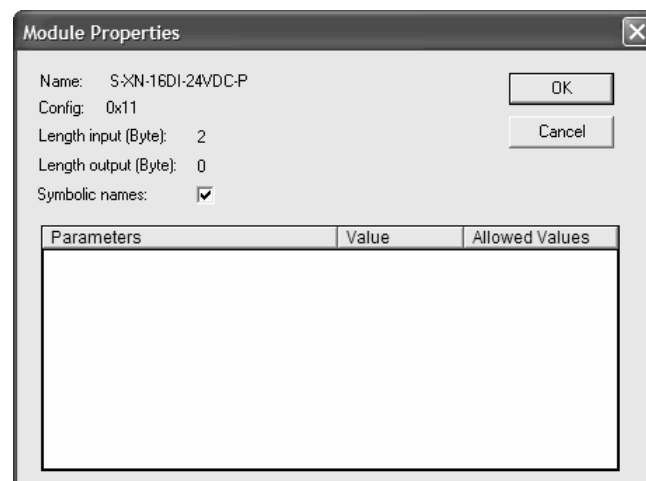 Module Properties
Name: S-XN-16DI-24VDC-P
OK
Config: 0x11
Length input (Byte): 2
Cancel
Length output (Byte): 0
Symbolic names:
Parameters Value Allowed Values